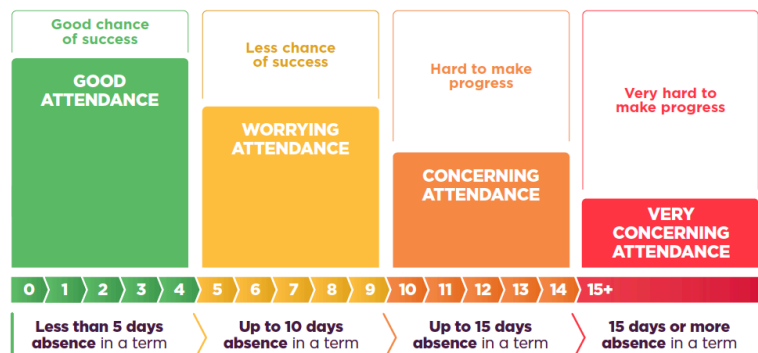 Good chance
of success
GOOD
ATTENDANCE
Less chance
of success
WORRYING
ATTENDANCE
Hard to make
progress
CONCERNING
ATTENDANCE
Very hard to
make progress
VERY
CONCERNING
ATTENDANCE
0 1 2 3 4 5 6 7 8 9 10 11 12 13 14 15+
Less than 5 days
absence in a term
Up to 10 days
absence in a term
Up to 15 days
absence in a term
15 days or more
absence in a term